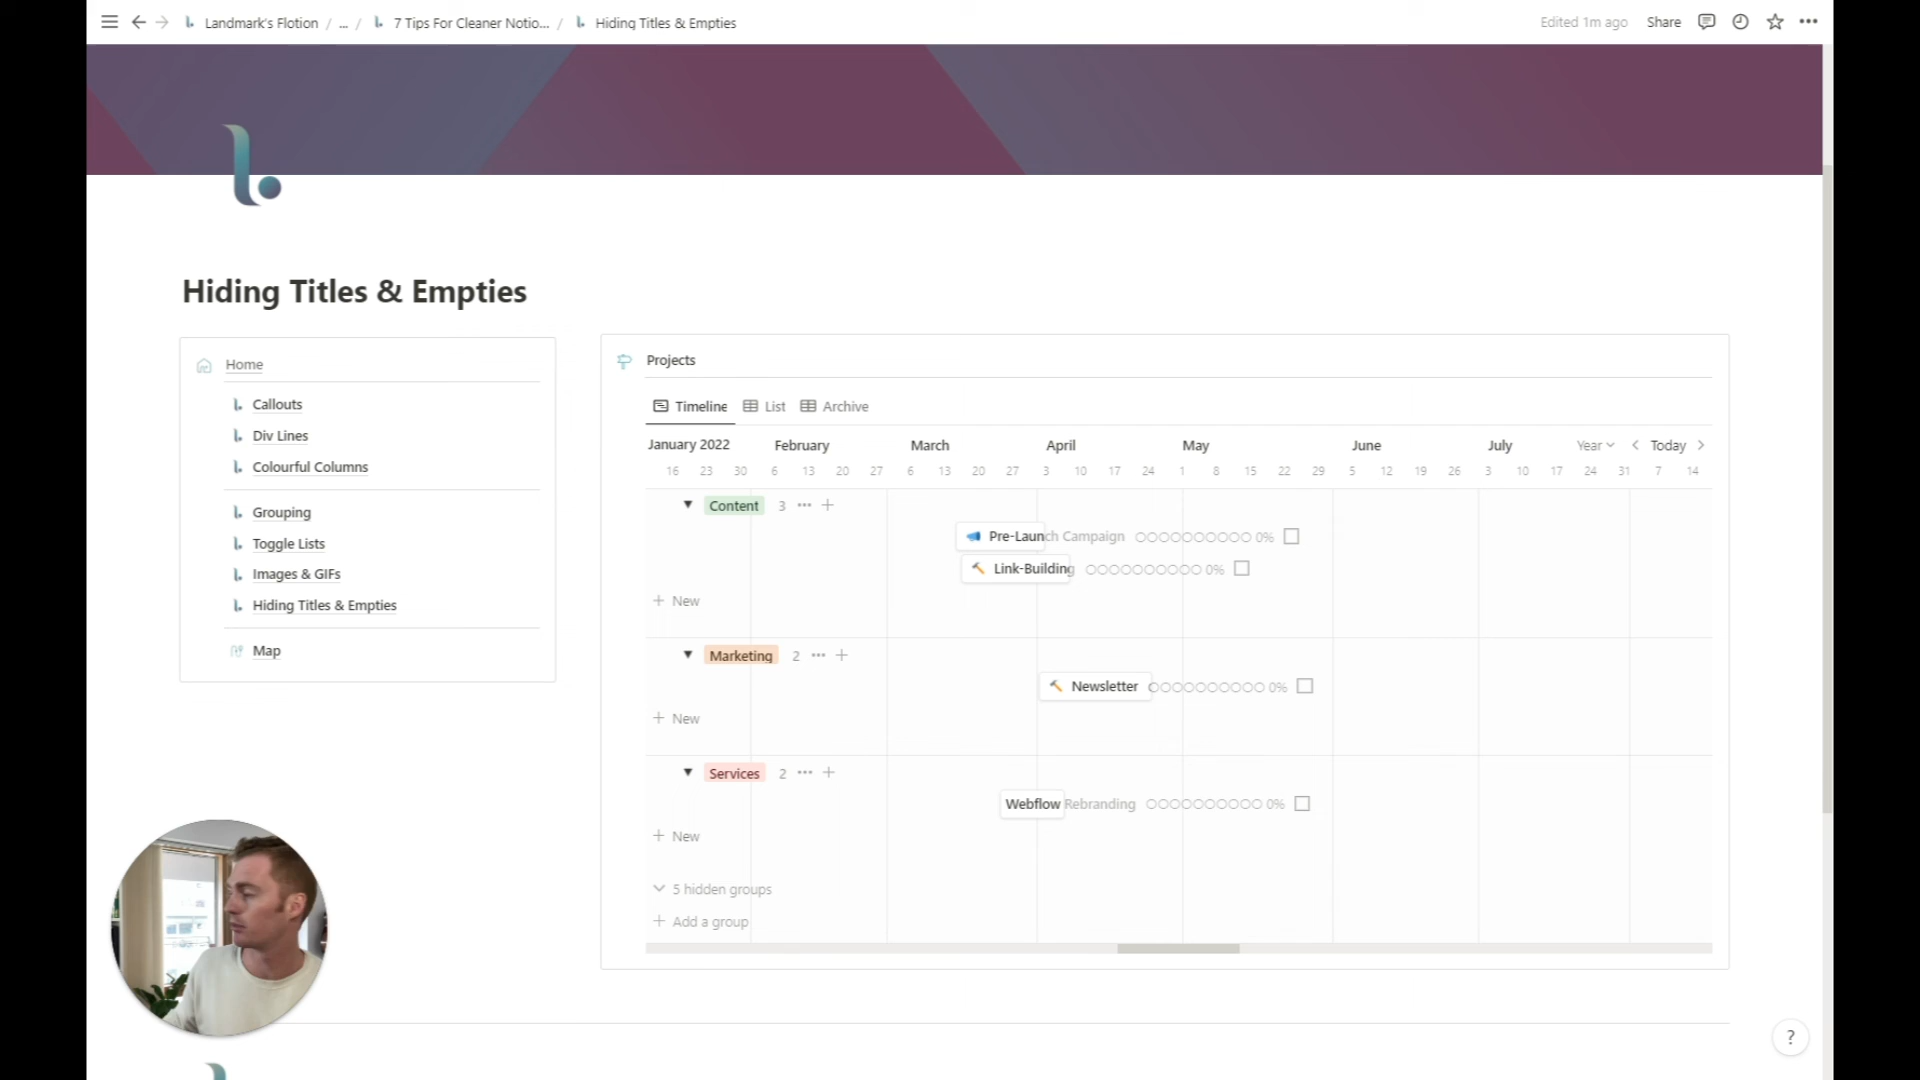 Landmark's Flotion / ... / 7 Tips For Cleaner Notio... / Hiding Titles & Empties
Edited 1m ago Share
Hiding Titles & Empties
Home
Callouts
Div Lines
Colourful Columns
Grouping
Toggle Lists
Images & GIFs
Hiding Titles & Empties
Map
Projects
Timeline List Archive
January 2022 February March April May June July Year Today
16 23 30 6 13 20 27 6 13 20 27 3 10 17 24 1 8 15 22 29 5 12 19 26 3 10 17 24 31 7 14
Content 3 ••• +
Pre-Launch Campaign ○○○○○○○○○○ 0%
Link-Building ○○○○○○○○○○ 0%
+ New
Marketing 2 ••• +
Newsletter ○○○○○○○○○○ 0%
+ New
Services 2 ••• +
Webflow Rebranding ○○○○○○○○○○ 0%
+ New
5 hidden groups
+ Add a group
?